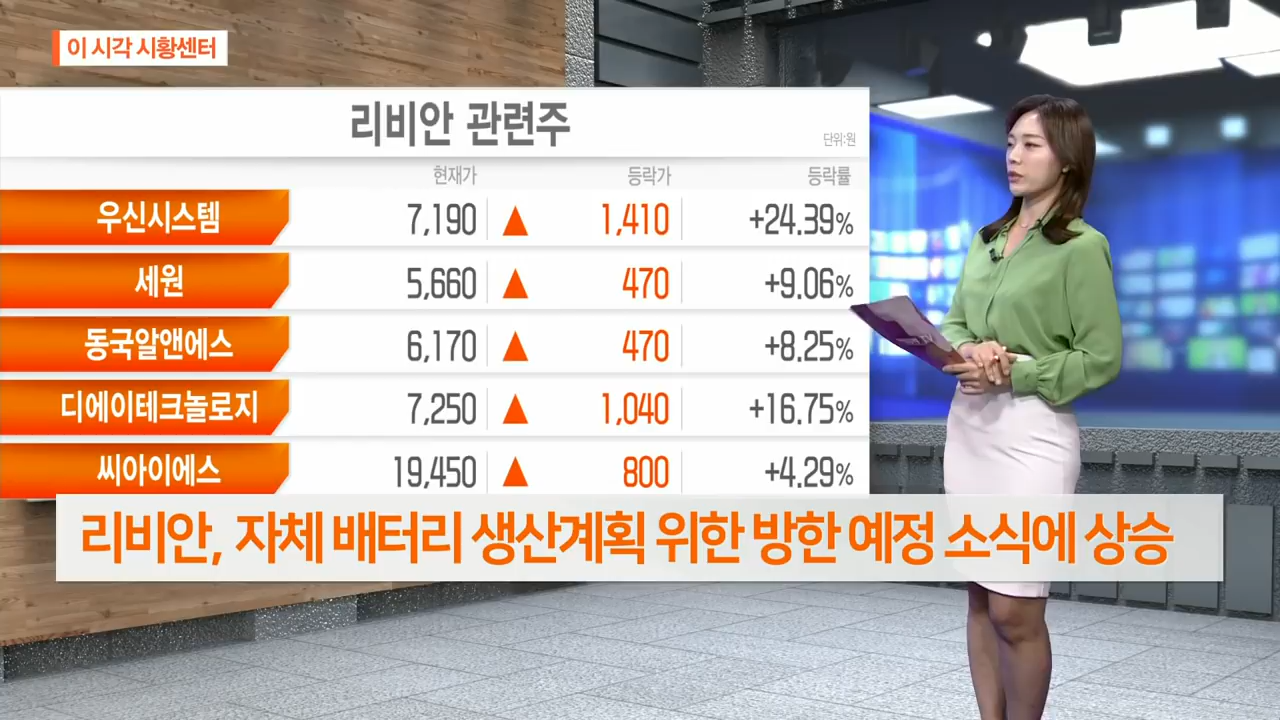 이 시각 시황센터
리비안 관련주
단위:원
현재가 등락가 등락률
우신시스템 7,190 ▲ 1,410 +24.39%
세원 5,660 ▲ 470 +9.06%
동국알앤에스 6,170 ▲ 470 +8.25%
디에이테크놀로지 7,250 ▲ 1,040 +16.75%
씨아이에스 19,450 ▲ 800 +4.29%
리비안, 자체 배터리 생산계획 위한 방한 예정 소식에 상승